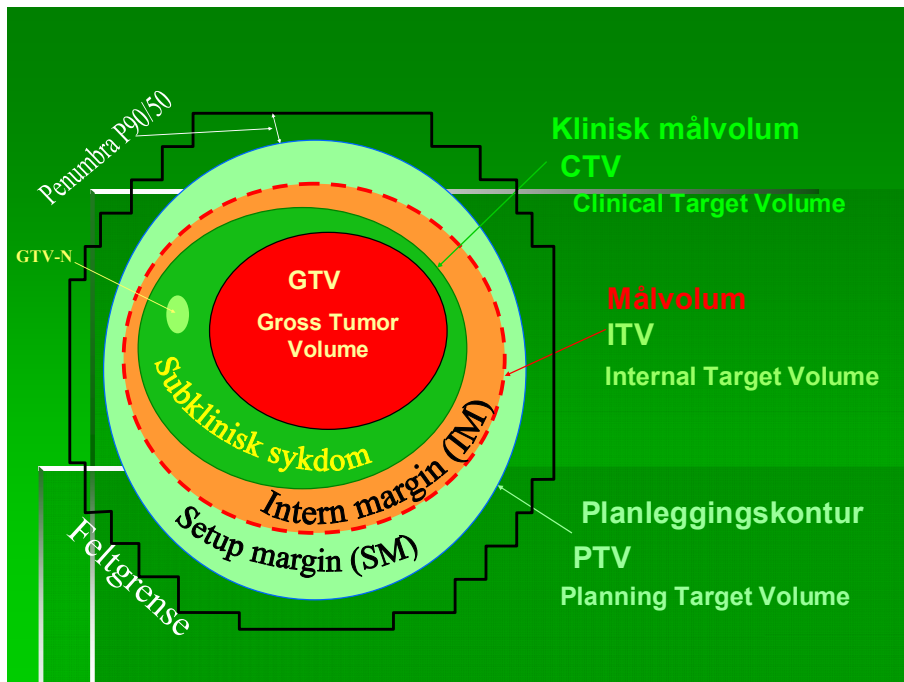 Penumbra P90/50
Klinisk målvolum
CTV
Clinical Target Volume
GTV-N
GTV
Gross Tumor
Volume
Målvolum
ITV
Internal Target Volume
Subklinisk sykdom
Intern margin (IM)
Setup margin (SM)
Planleggingskontur
PTV
Planning Target Volume
Feltgrense